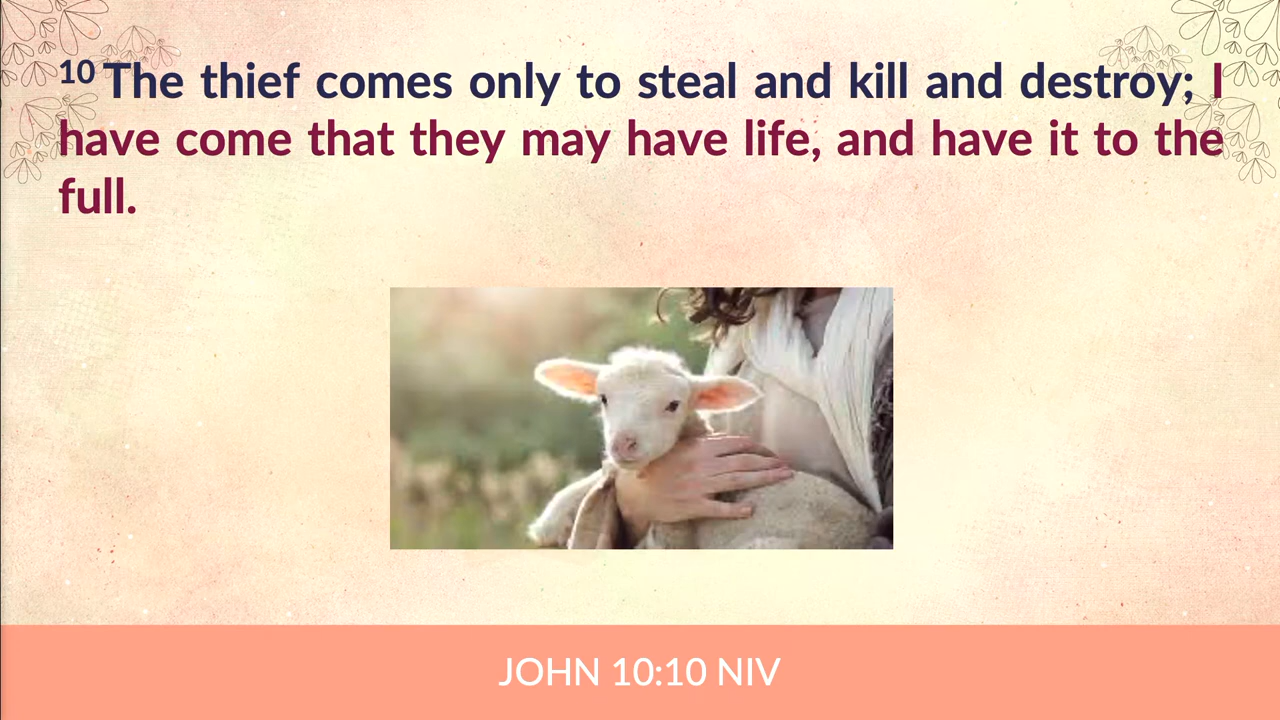 10 The thief comes only to steal and kill and destroy; I
have come that they may have life, and have it to the
full.
JOHN 10:10 NIV